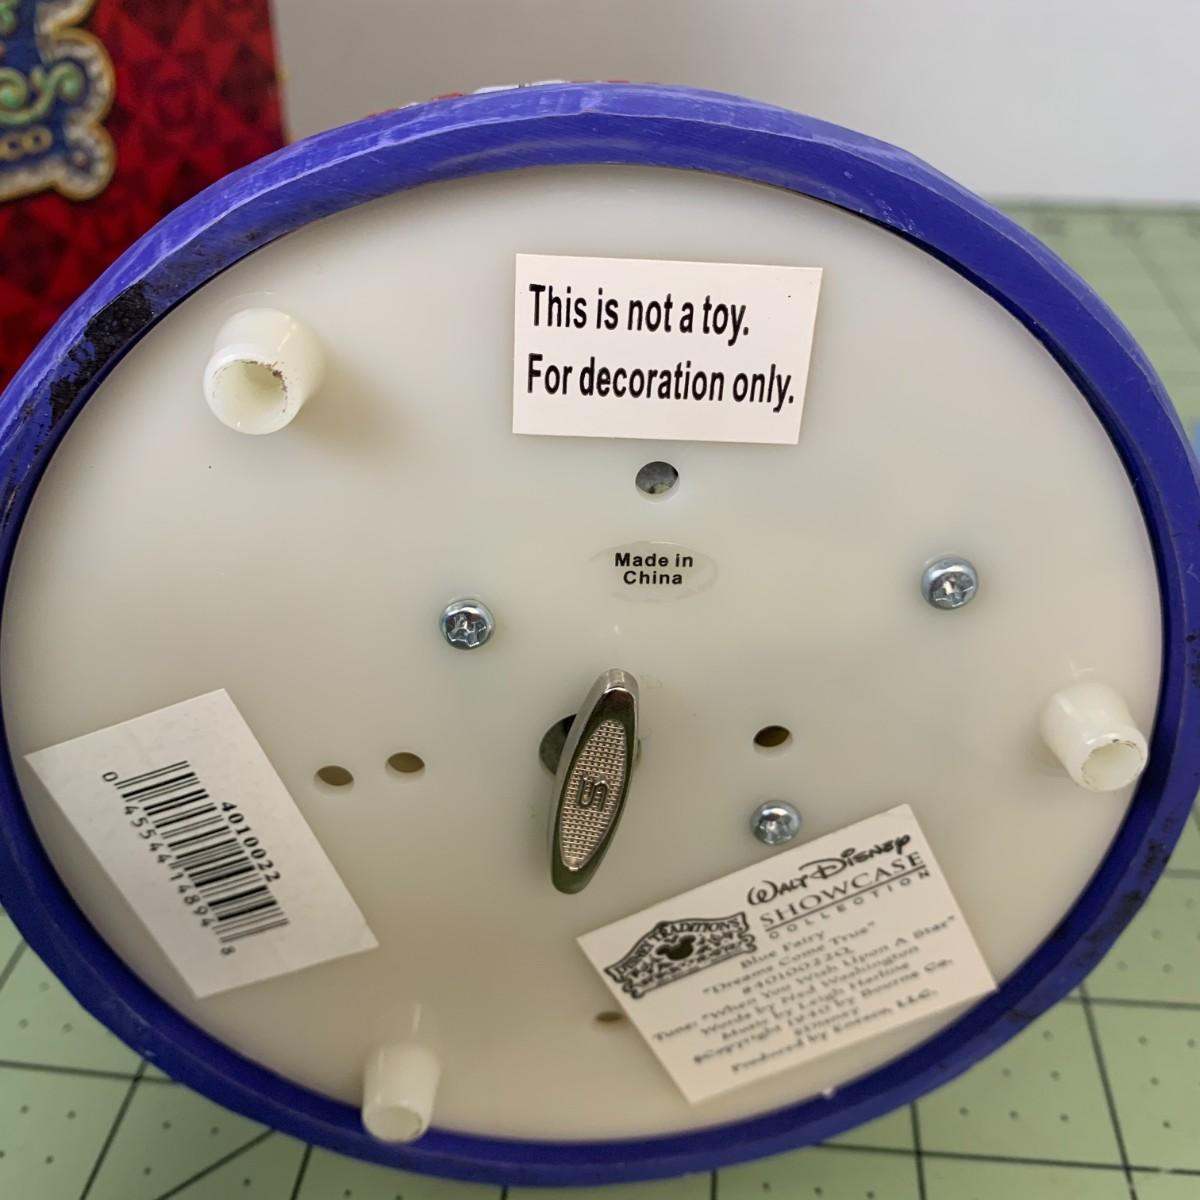 This is not a toy.
For decoration only.
Made in
China
4010022
0 45544 14894 8
DISNEY TRADITIONS
WALT DISNEY
SHOWCASE
COLLECTION
Blue Fairy
"Dreams Come True"
#4010022Q
Tune: "When You Wish Upon A Star"
Words by Ned Washington
Music by Leigh Harline
©Copyright 1940 by Bourne Co.
©Disney
Produced by Enesco, LLC.